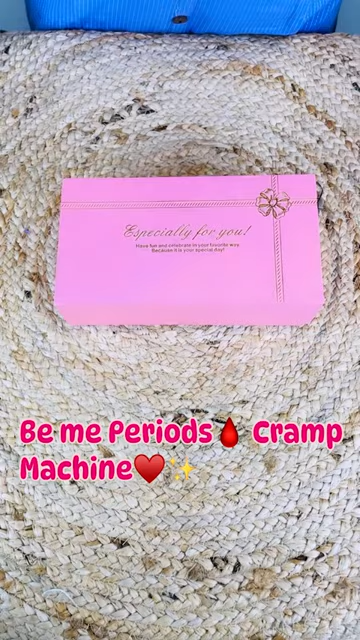 Especially for you!
Have fun and celebrate in your favorite way.
Because it is your special day!
Be me Periods🩸 Cramp
Machine❤️✨